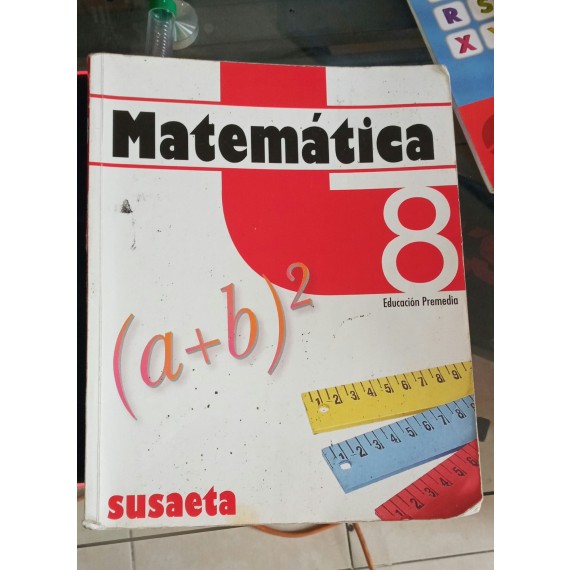 R S
X
Matemática
8
Educación Premedia
(a+b)²
1 2 3 4 5 6 7 8 9
1 2 3 4 5 6 7 8
1 2 3 4 5 6
susaeta